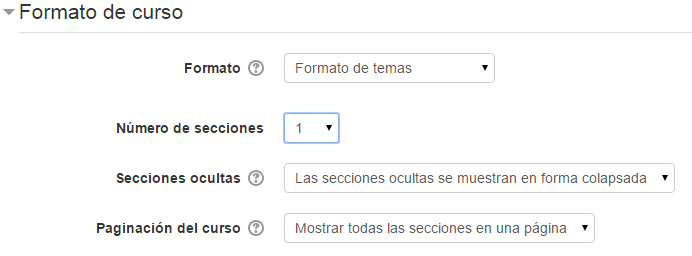 Formato de curso
Formato Formato de temas
Número de secciones 1
Secciones ocultas Las secciones ocultas se muestran en forma colapsada
Paginación del curso Mostrar todas las secciones en una página